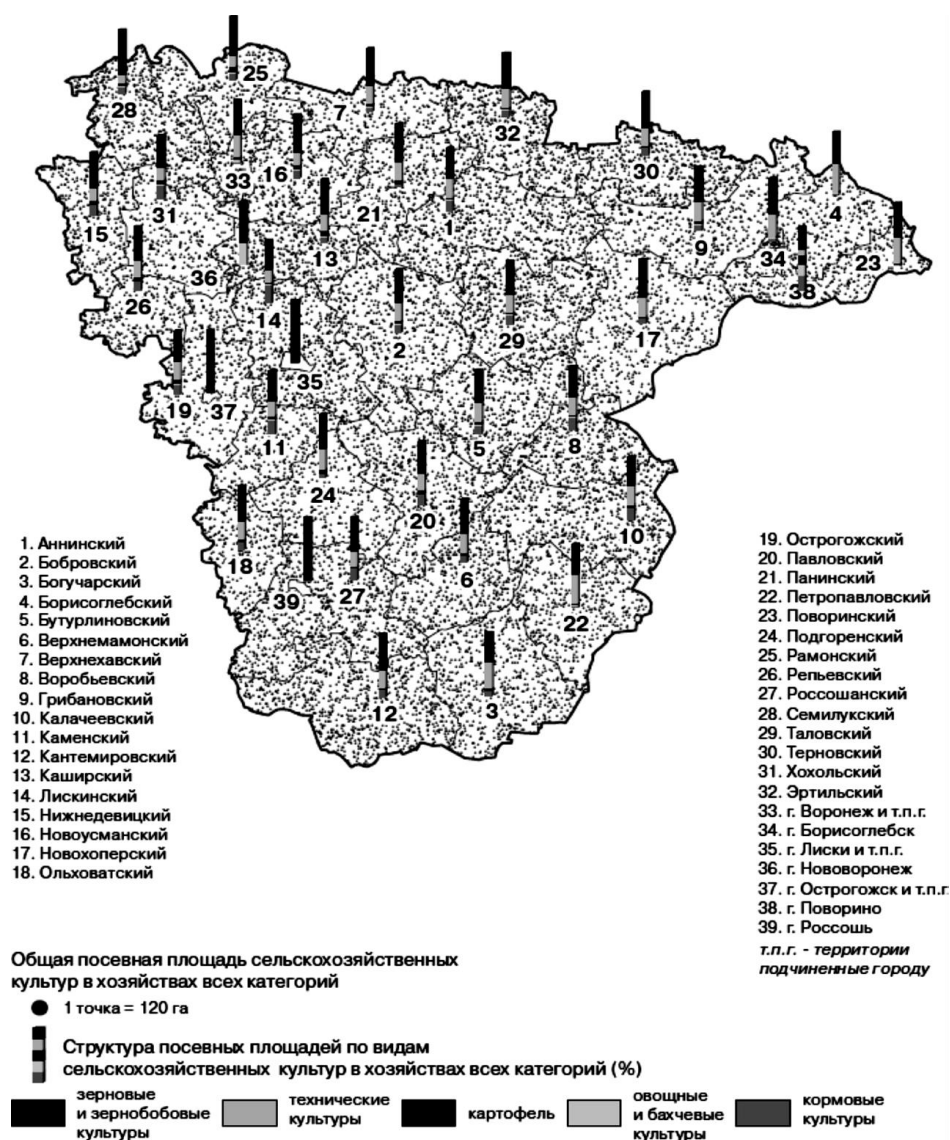 28
25
7
32
30
4
33
16
31
15
21
1
9
34
23
38
26
36
13
14
2
29
17
35
19
37
11
5
8
24
20
10
18
39
27
6
22
12
3
1. Аннинский
2. Бобровский
3. Богучарский
4. Борисоглебский
5. Бутурлиновский
6. Верхнемамонский
7. Верхнехавский
8. Воробьевский
9. Грибановский
10. Калачеевский
11. Каменский
12. Кантемировский
13. Каширский
14. Лискинский
15. Нижнедевицкий
16. Новоусманский
17. Новохоперский
18. Ольховатский
19. Острогожский
20. Павловский
21. Панинский
22. Петропавловский
23. Поворинский
24. Подгоренский
25. Рамонский
26. Репьевский
27. Россошанский
28. Семилукский
29. Таловский
30. Терновский
31. Хохольский
32. Эртильский
33. г. Воронеж и т.п.г.
34. г. Борисоглебск
35. г. Лиски и т.п.г.
36. г. Нововоронеж
37. г. Острогожск и т.п.г.
38. г. Поворино
39. г. Россошь
т.п.г. - территории
подчиненные городу
Общая посевная площадь сельскохозяйственных
культур в хозяйствах всех категорий
1 точка = 120 га
Структура посевных площадей по видам
сельскохозяйственных культур в хозяйствах всех категорий (%)
зерновые
и зернобобовые
культуры
технические
культуры
картофель
овощные
и бахчевые
культуры
кормовые
культуры